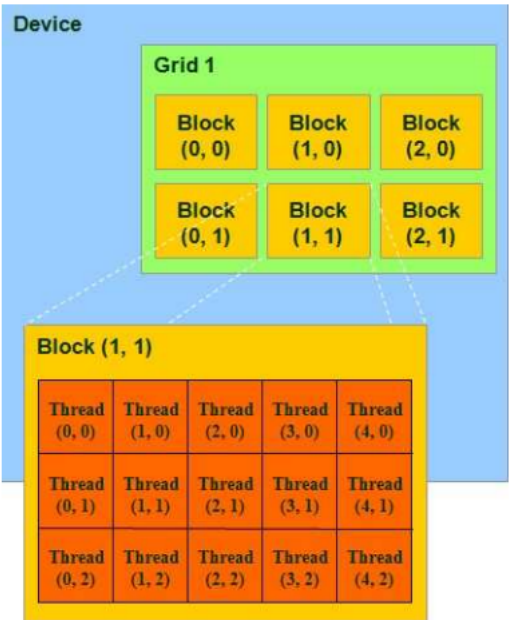 Device
Grid 1
Block Block Block
(0, 0) (1, 0) (2, 0)
Block Block Block
(0, 1) (1, 1) (2, 1)
Block (1, 1)
Thread Thread Thread Thread Thread
(0, 0) (1, 0) (2, 0) (3, 0) (4, 0)
Thread Thread Thread Thread Thread
(0, 1) (1, 1) (2, 1) (3, 1) (4, 1)
Thread Thread Thread Thread Thread
(0, 2) (1, 2) (2, 2) (3, 2) (4, 2)